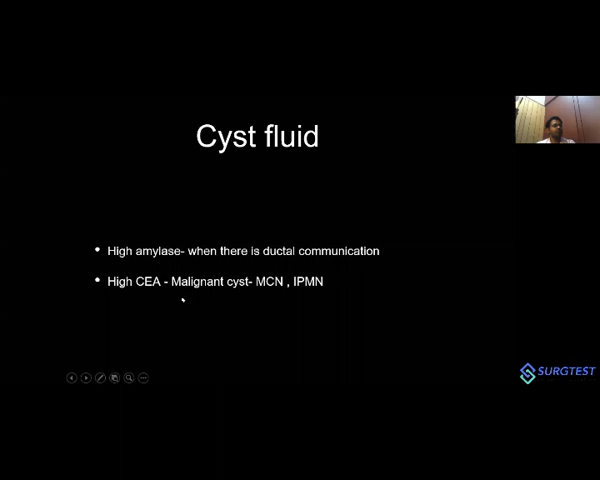 Cyst fluid
• High amylase- when there is ductal communication
• High CEA - Malignant cyst- MCN , IPMN
SURGTEST